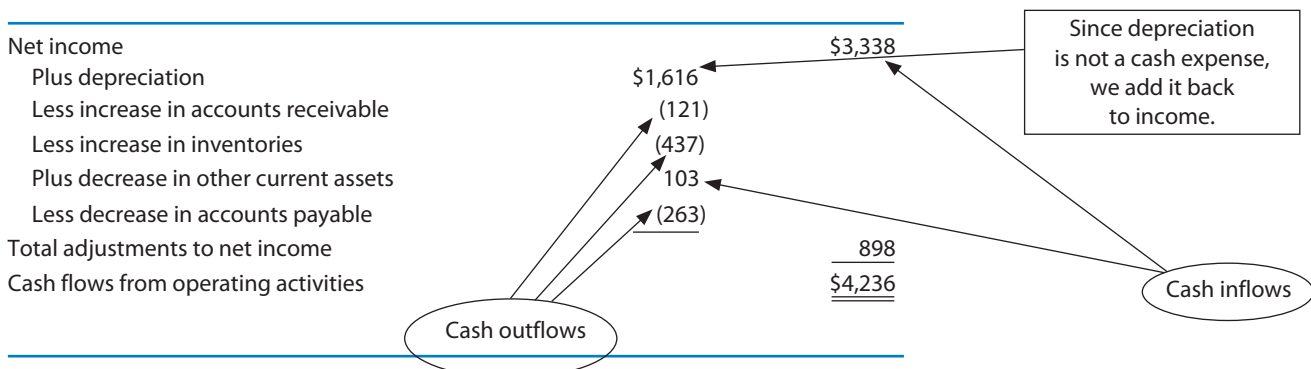 Net income $3,338
Plus depreciation $1,616
Less increase in accounts receivable (121)
Less increase in inventories (437)
Plus decrease in other current assets 103
Less decrease in accounts payable (263)
Total adjustments to net income 898
Cash flows from operating activities $4,236
Since depreciation
is not a cash expense,
we add it back
to income.
Cash inflows
Cash outflows